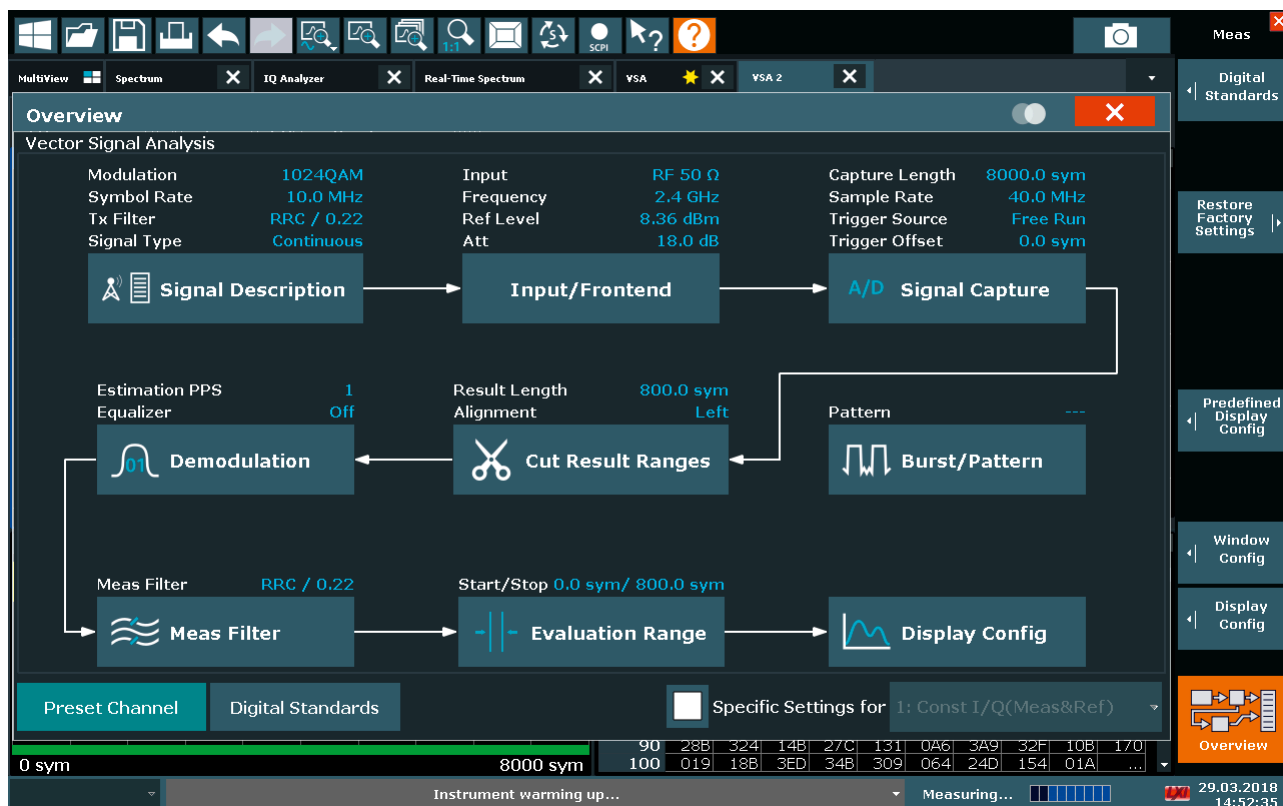 1:1
S
SCPI
?
?
Meas
MultiView
Spectrum
IQ Analyzer
Real-Time Spectrum
VSA
VSA 2
Digital
Standards
Overview
Vector Signal Analysis
Modulation 1024QAM
Symbol Rate 10.0 MHz
Tx Filter RRC / 0.22
Signal Type Continuous
Signal Description
Input RF 50 Ω
Frequency 2.4 GHz
Ref Level 8.36 dBm
Att 18.0 dB
Input/Frontend
Capture Length 8000.0 sym
Sample Rate 40.0 MHz
Trigger Source Free Run
Trigger Offset 0.0 sym
A/D Signal Capture
Restore
Factory
Settings
Estimation PPS 1
Equalizer Off
01 Demodulation
Result Length 800.0 sym
Alignment Left
Cut Result Ranges
Pattern ---
Burst/Pattern
Predefined
Display
Config
Window
Config
Meas Filter RRC / 0.22
Meas Filter
Start/Stop 0.0 sym/ 800.0 sym
Evaluation Range
Display Config
Display
Config
Preset Channel
Digital Standards
Specific Settings for 1: Const I/Q(Meas&Ref)
Overview
0 sym 8000 sym
90 28B 324 14B 27C 131 0A6 3A9 32F 10B 170
100 019 18B 3ED 34B 309 064 24D 154 01A ...
Instrument warming up...
Measuring...
LXI
29.03.2018
14:52:35